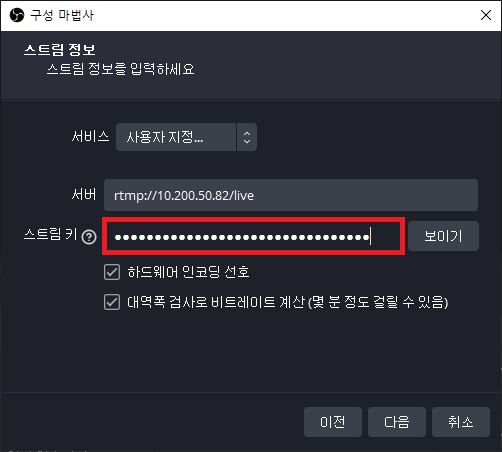 구성 마법사
스트림 정보
스트림 정보를 입력하세요
서비스 사용자 지정...
서버 rtmp://10.200.50.82/live
스트림 키 ●●●●●●●●●●●●●●●●●●●●●●●●●●●●●●●● 보이기
하드웨어 인코딩 선호
대역폭 검사로 비트레이트 계산 (몇 분 정도 걸릴 수 있음)
이전 다음 취소